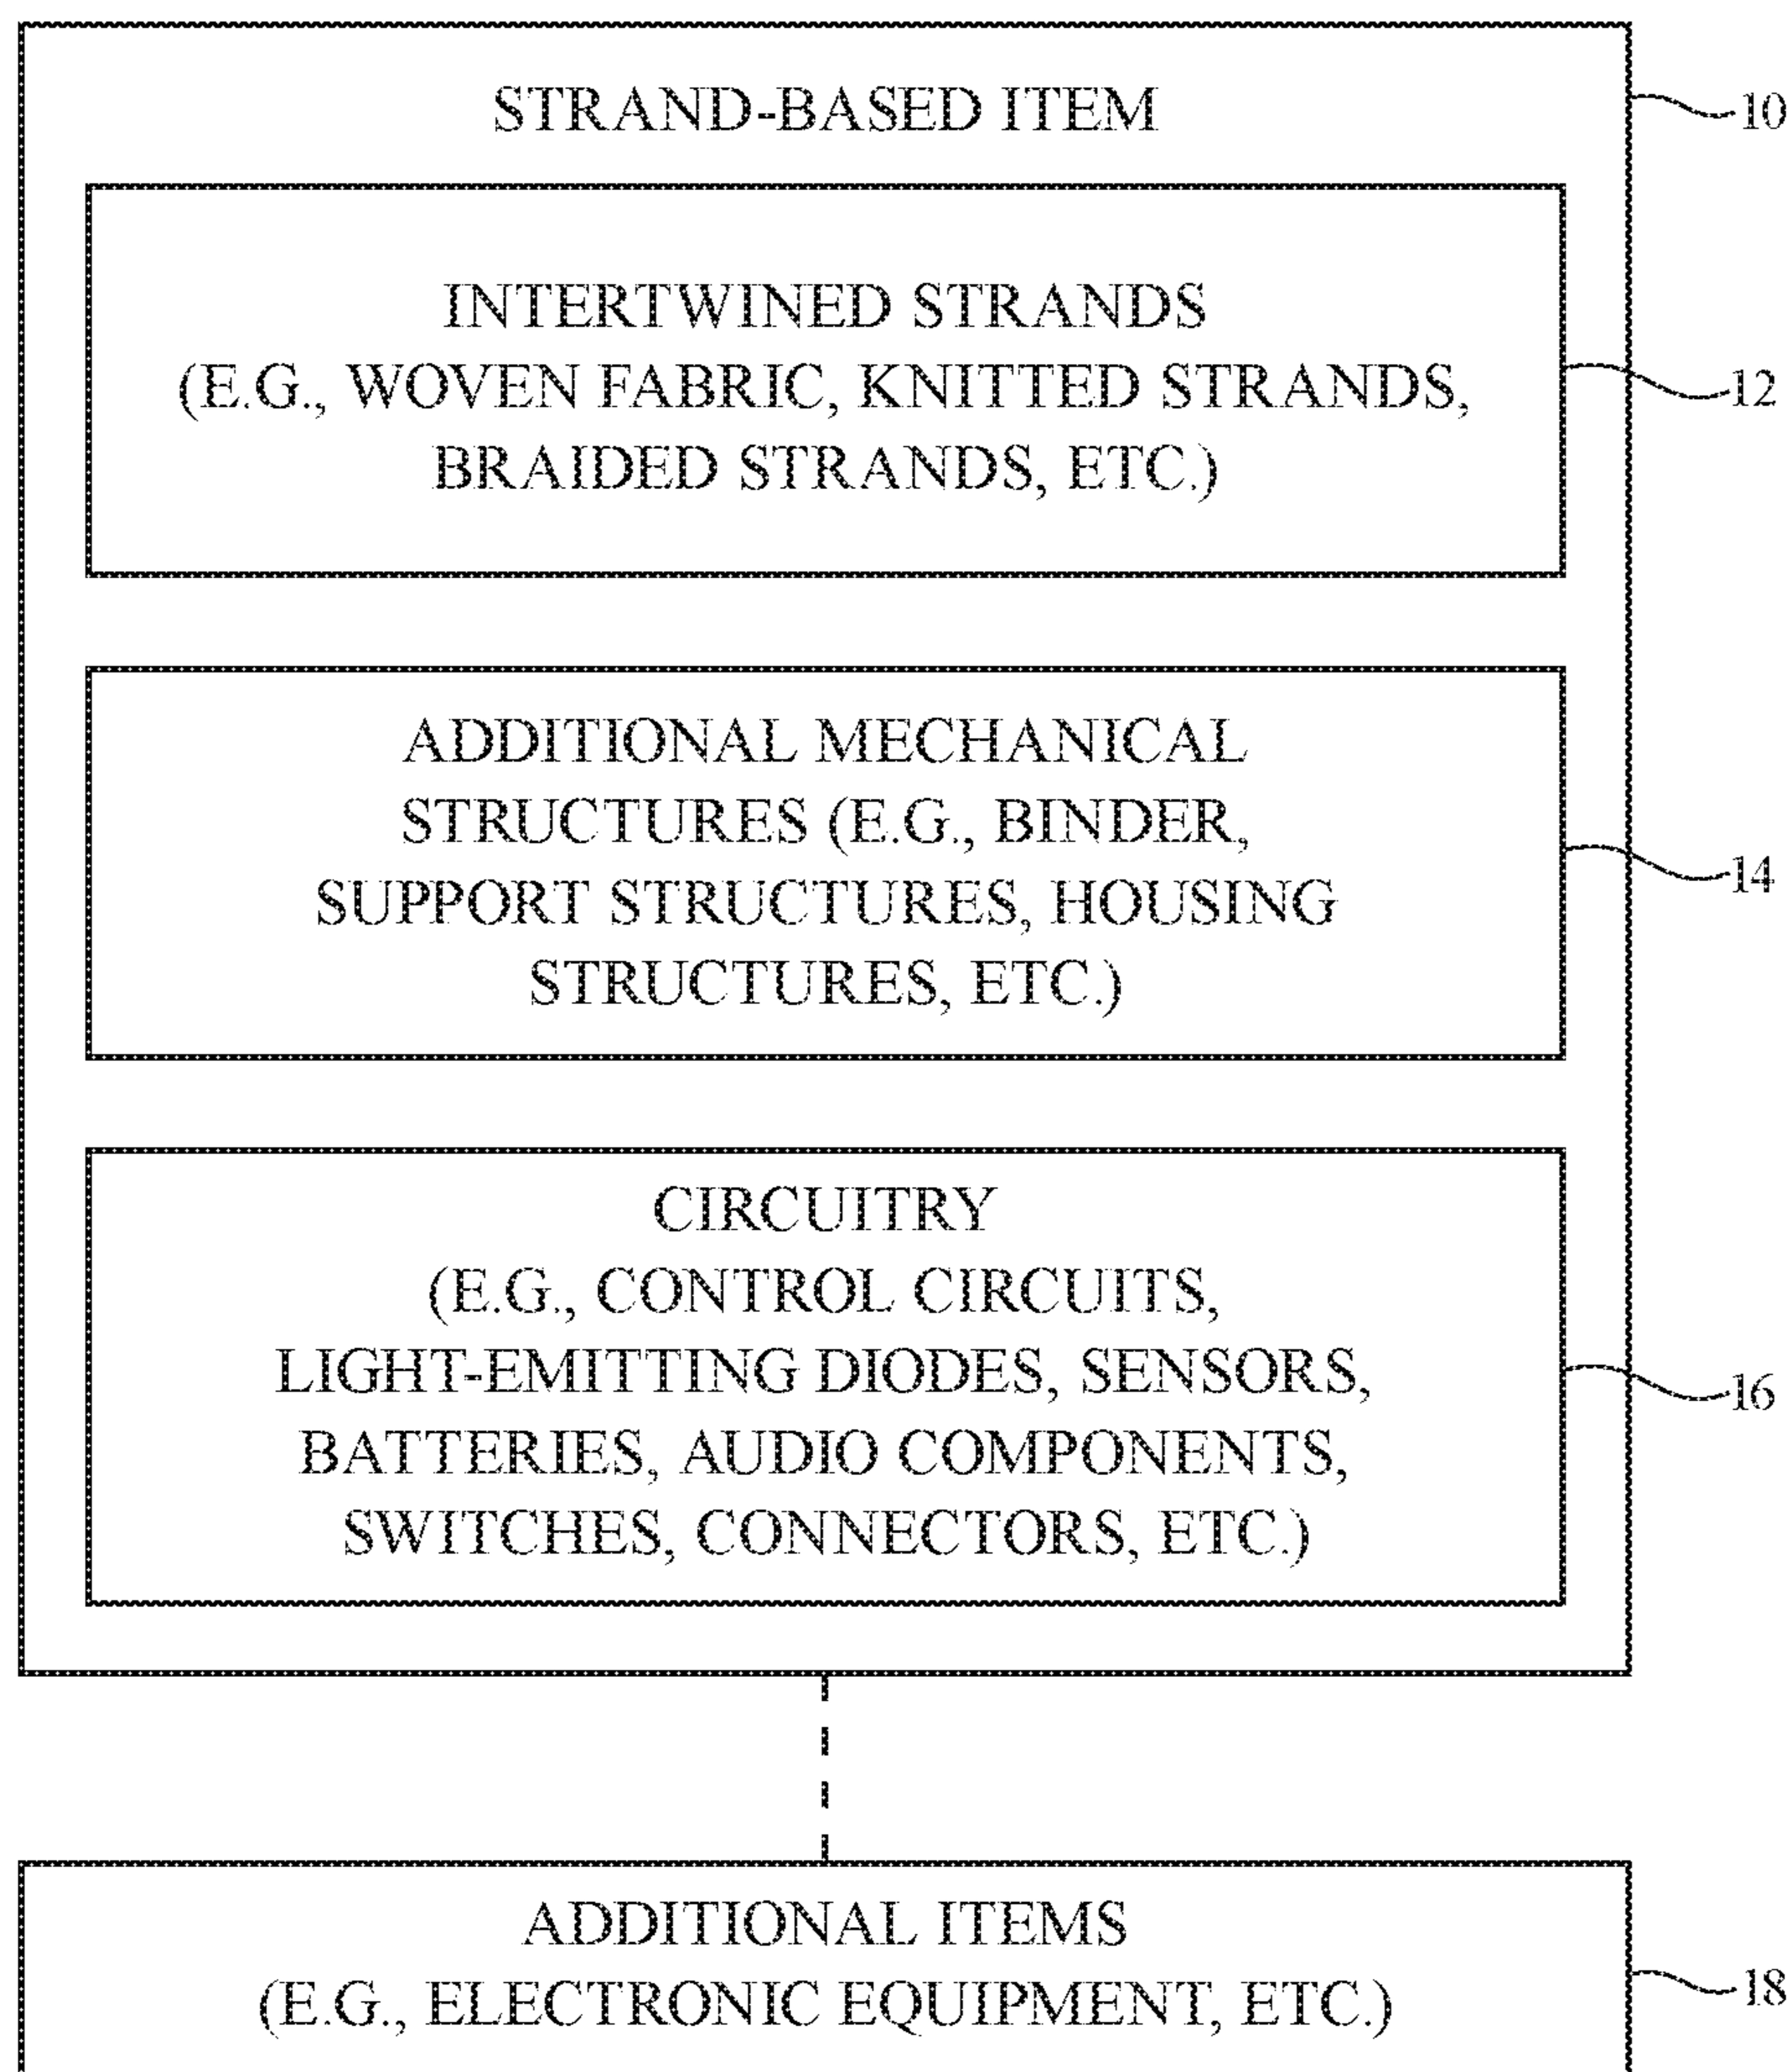 STRAND-BASED ITEM
10
INTERTWINED STRANDS
(E.G., WOVEN FABRIC, KNITTED STRANDS,
BRAIDED STRANDS, ETC.)
12
ADDITIONAL MECHANICAL
STRUCTURES (E.G., BINDER,
SUPPORT STRUCTURES, HOUSING
STRUCTURES, ETC.)
14
CIRCUITRY
(E.G., CONTROL CIRCUITS,
LIGHT-EMITTING DIODES, SENSORS,
BATTERIES, AUDIO COMPONENTS,
SWITCHES, CONNECTORS, ETC.)
16
ADDITIONAL ITEMS
(E.G., ELECTRONIC EQUIPMENT, ETC.)
18